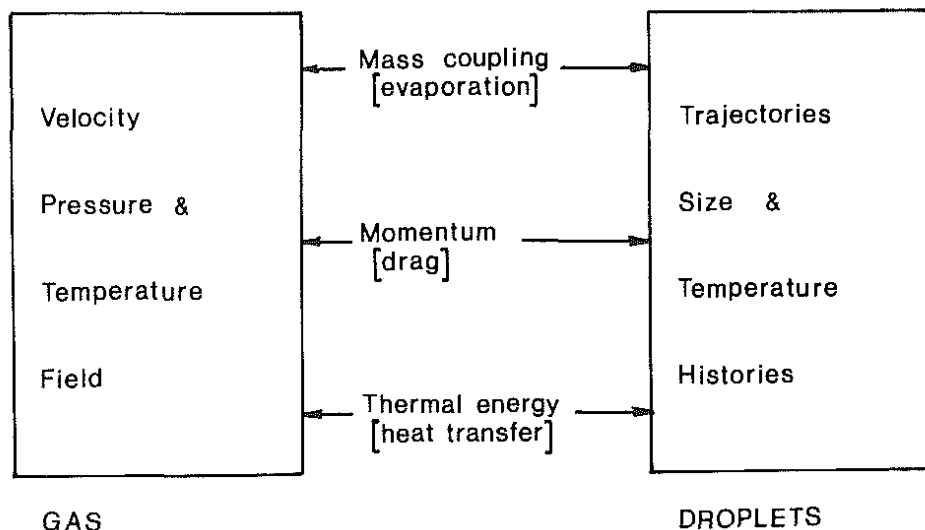 Mass coupling
[evaporation]
Velocity
Pressure &
Temperature
Field
Momentum
[drag]
Thermal energy
[heat transfer]
Trajectories
Size &
Temperature
Histories
GAS
DROPLETS